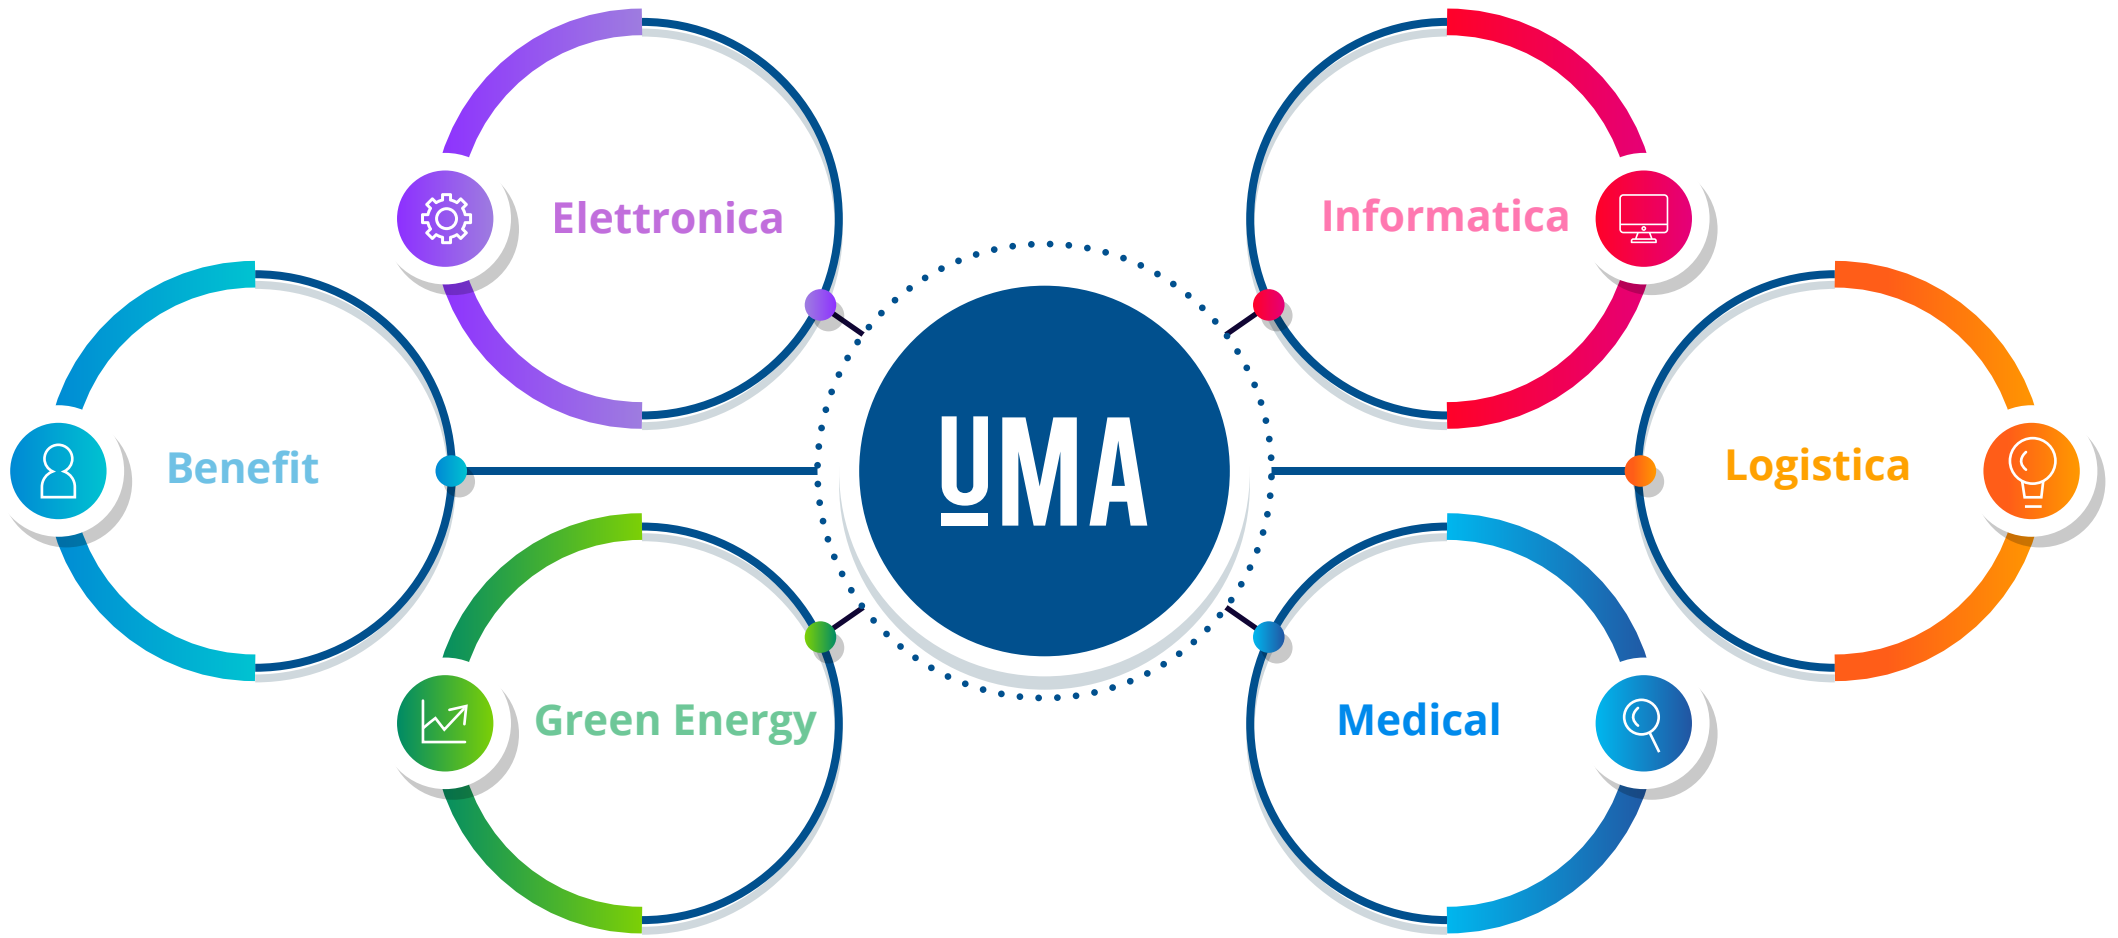 Elettronica
Informatica
Benefit
UMA
Logistica
Green Energy
Medical